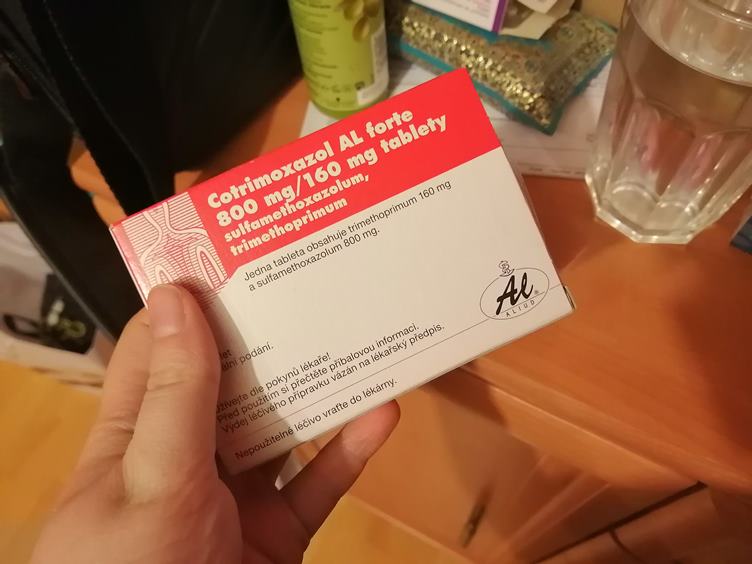 Cotrimoxazol AL forte
800 mg/160 mg tablety
sulfamethoxazolum,
trimethoprimum
Jedna tableta obsahuje trimethoprimum 160 mg
a sulfamethoxazolum 800 mg.
podání.
Užívejte dle pokynů lékaře!
Před použitím si přečtěte příbalovou informaci.
Výdej léčivého přípravku vázán na lékařský předpis.
Nepoužitelné léčivo vraťte do lékárny.
Al ®
ALIUD